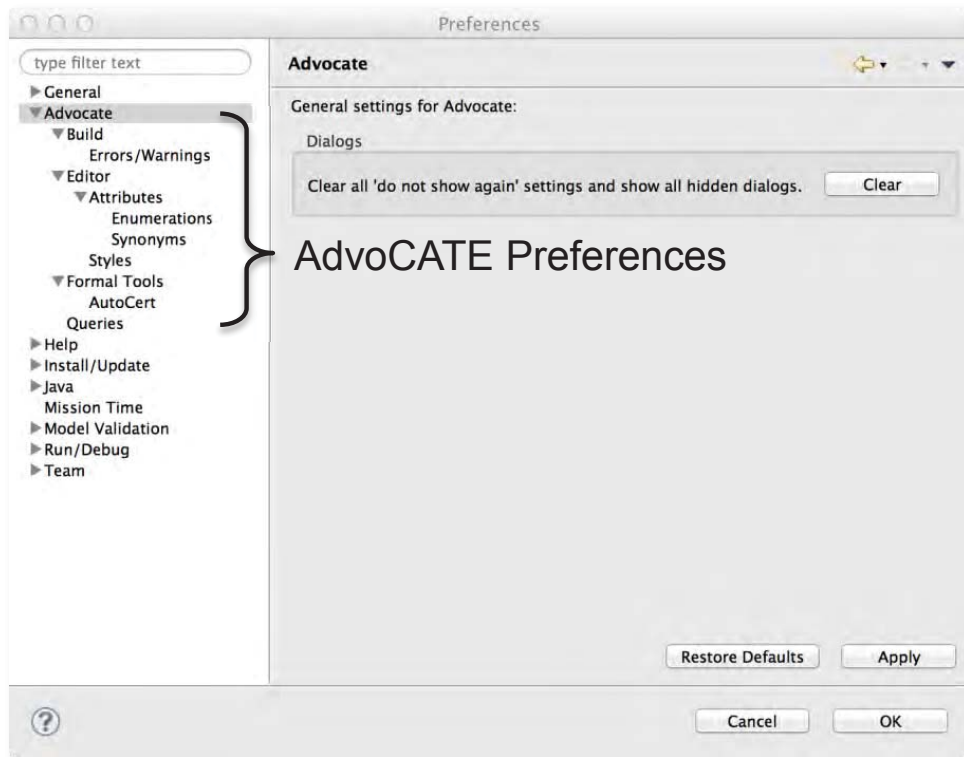 Preferences
type filter text
General
Advocate
Build
Errors/Warnings
Editor
Attributes
Enumerations
Synonyms
Styles
Formal Tools
AutoCert
Queries
Help
Install/Update
Java
Mission Time
Model Validation
Run/Debug
Team
Advocate
General settings for Advocate:
Dialogs
Clear all 'do not show again' settings and show all hidden dialogs.
Clear
AdvoCATE Preferences
Restore Defaults
Apply
?
Cancel
OK